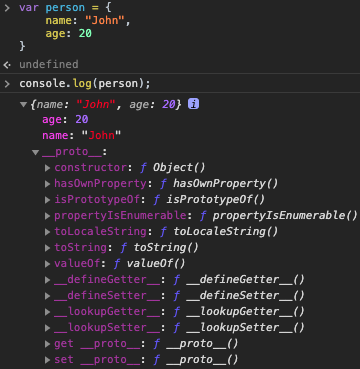 var person = {
name: "John",
age: 20
}
undefined
console.log(person);
{name: "John", age: 20} i
age: 20
name: "John"
__proto__:
constructor: ƒ Object()
hasOwnProperty: ƒ hasOwnProperty()
isPrototypeOf: ƒ isPrototypeOf()
propertyIsEnumerable: ƒ propertyIsEnumerable()
toLocaleString: ƒ toLocaleString()
toString: ƒ toString()
valueOf: ƒ valueOf()
__defineGetter__: ƒ __defineGetter__()
__defineSetter__: ƒ __defineSetter__()
__lookupGetter__: ƒ __lookupGetter__()
__lookupSetter__: ƒ __lookupSetter__()
get __proto__: ƒ __proto__()
set __proto__: ƒ __proto__()